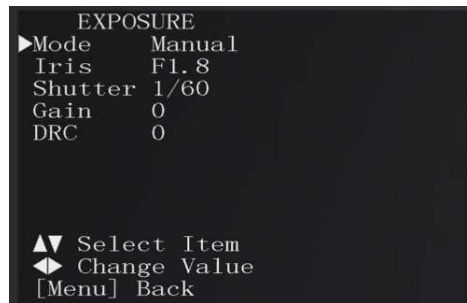 EXPOSURE
▶Mode Manual
Iris F1.8
Shutter 1/60
Gain 0
DRC 0
▲▼ Select Item
◀▶ Change Value
[Menu] Back